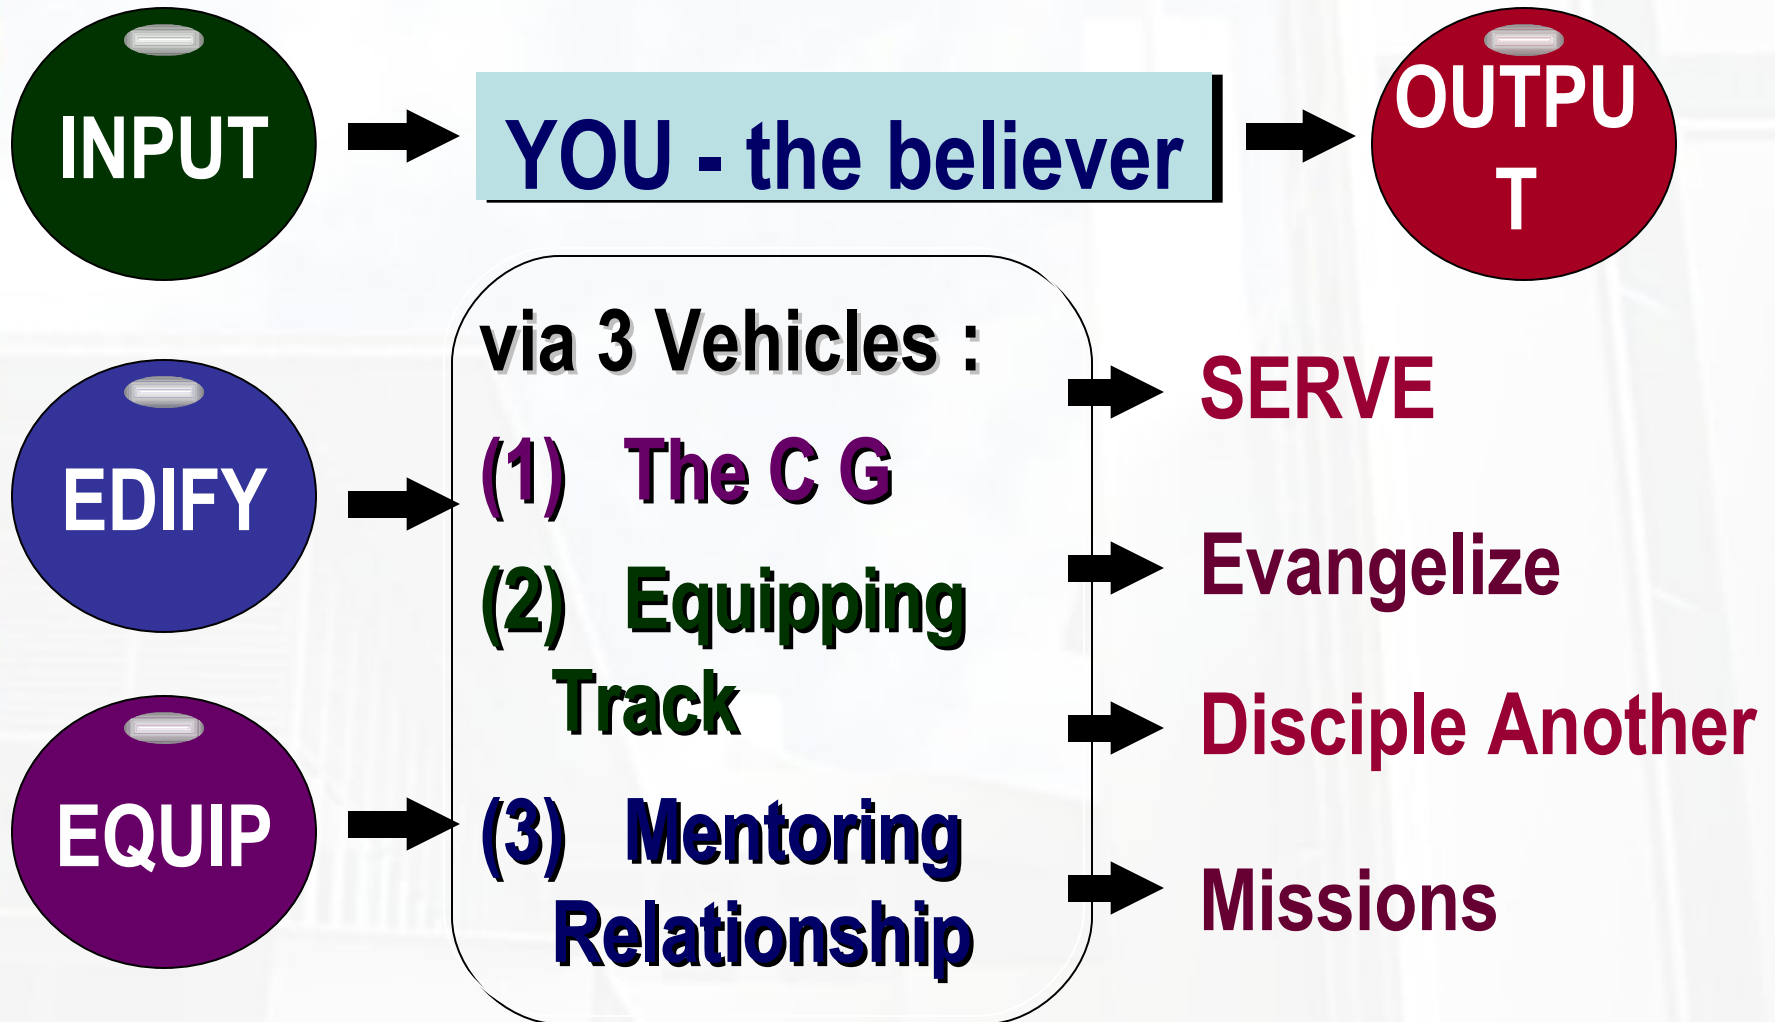 INPUT
YOU - the believer
OUTPU
T
EDIFY
EQUIP
via 3 Vehicles :
(1) The C G
(2) Equipping
Track
(3) Mentoring
Relationship
SERVE
Evangelize
Disciple Another
Missions